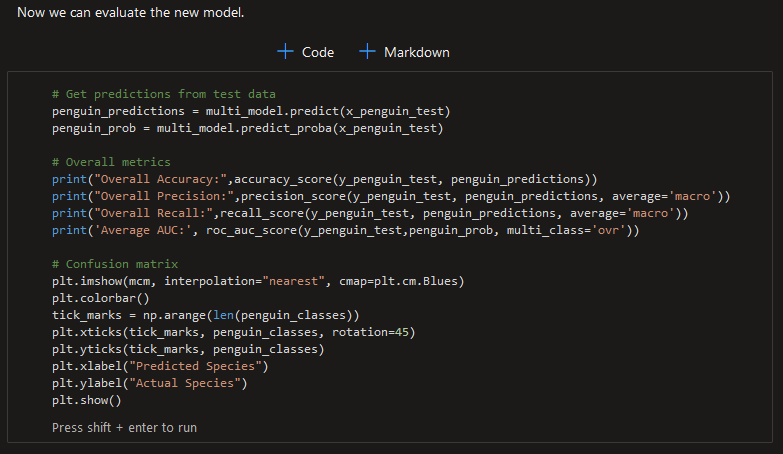 Now we can evaluate the new model.
+ Code + Markdown
# Get predictions from test data
penguin_predictions = multi_model.predict(x_penguin_test)
penguin_prob = multi_model.predict_proba(x_penguin_test)
# Overall metrics
print("Overall Accuracy:",accuracy_score(y_penguin_test, penguin_predictions))
print("Overall Precision:",precision_score(y_penguin_test, penguin_predictions, average='macro'))
print("Overall Recall:",recall_score(y_penguin_test, penguin_predictions, average='macro'))
print('Average AUC:', roc_auc_score(y_penguin_test,penguin_prob, multi_class='ovr'))
# Confusion matrix
plt.imshow(mcm, interpolation="nearest", cmap=plt.cm.Blues)
plt.colorbar()
tick_marks = np.arange(len(penguin_classes))
plt.xticks(tick_marks, penguin_classes, rotation=45)
plt.yticks(tick_marks, penguin_classes)
plt.xlabel("Predicted Species")
plt.ylabel("Actual Species")
plt.show()
Press shift + enter to run